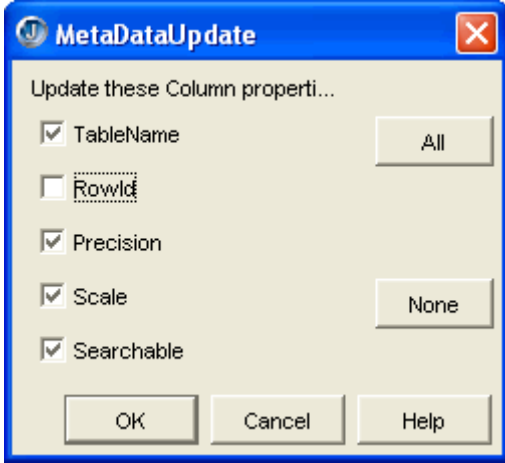 MetaDataUpdate
Update these Column properti...
TableName
All
RowId
Precision
Scale
None
Searchable
OK
Cancel
Help